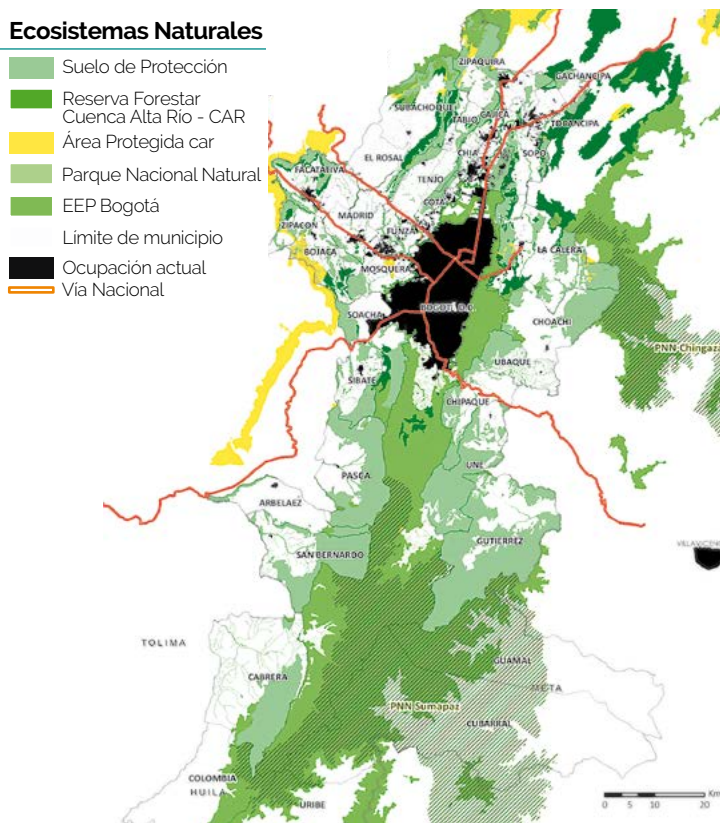 Ecosistemas Naturales
Suelo de Protección
Reserva Forestar
Cuenca Alta Río - CAR
Área Protegida car
Parque Nacional Natural
EEP Bogotá
Limite de municipio
Ocupación actual
Vía Nacional
ZIPAQUIRA
GACHANCIPA
SUBACHOQUE
TABIO
CAJICA
TOCANCIPA
EL ROSAL
CHIA
SOPO
FACATATIVA
TENJO
COTA
MADRID
ZIPACON
FUNZA
BOJACA
LA CALERA
MOSQUERA
BOGOTÁ D.C.
SOACHA
CHOACHI
PNN Chingaza
UBAQUE
SIBATE
CHIPAQUE
PASCA
UNE
ARBELAEZ
GUTIERREZ
SAN BERNARDO
VILLAVICENC
TOLIMA
GUAMAL
CABRERA
META
PNN Sumapaz
CUBARRAL
COLOMBIA
HUILA
URIBE
Km
0 5 10 20